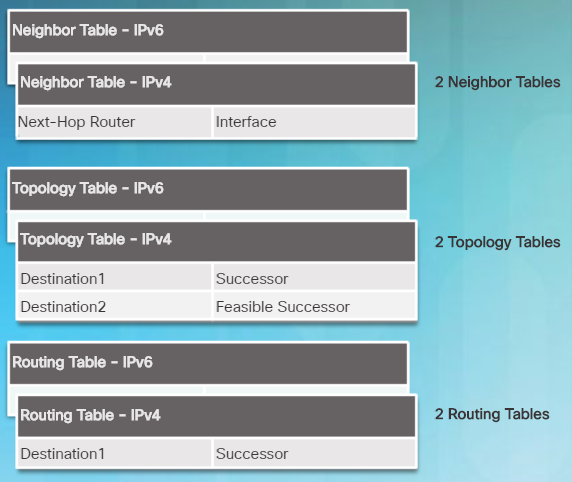 Neighbor Table - IPv6
Neighbor Table - IPv4
2 Neighbor Tables
Next-Hop Router Interface
Topology Table - IPv6
Topology Table - IPv4
2 Topology Tables
Destination1 Successor
Destination2 Feasible Successor
Routing Table - IPv6
Routing Table - IPv4
2 Routing Tables
Destination1 Successor